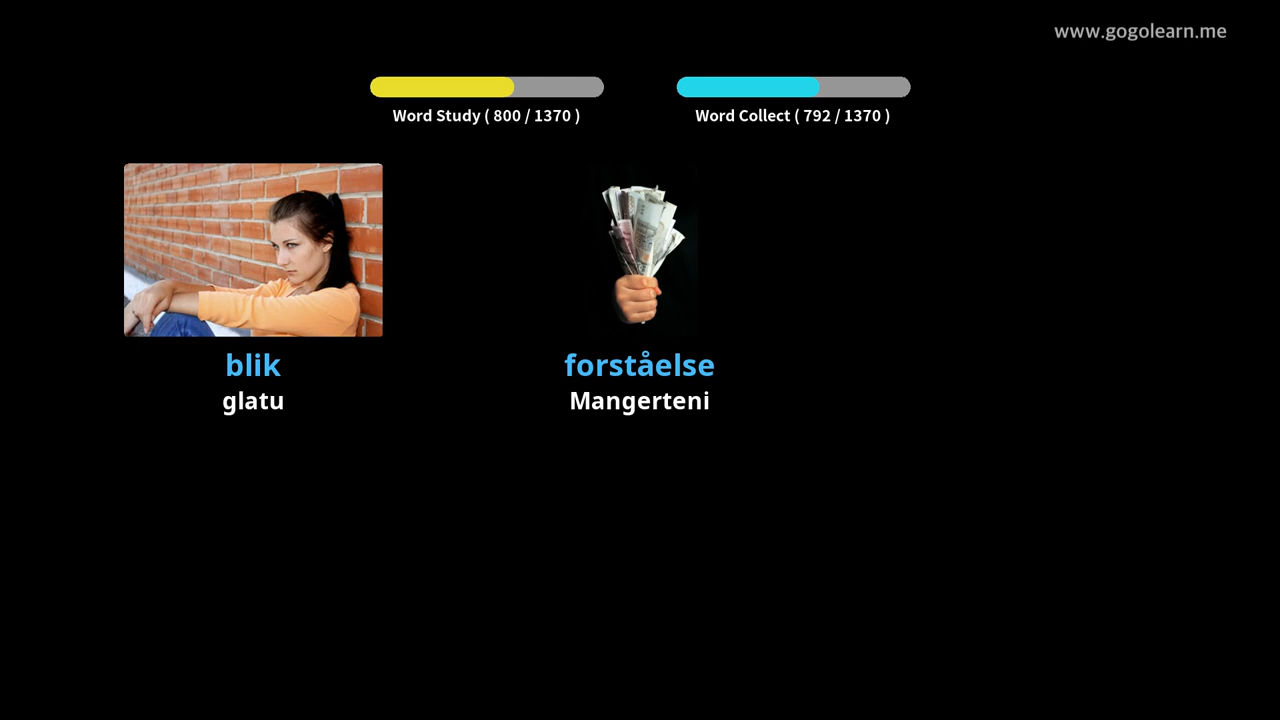 www.gogolearn.me
Word Study ( 800 / 1370 )
Word Collect ( 792 / 1370 )
blik
glatu
forståelse
Mangerteni